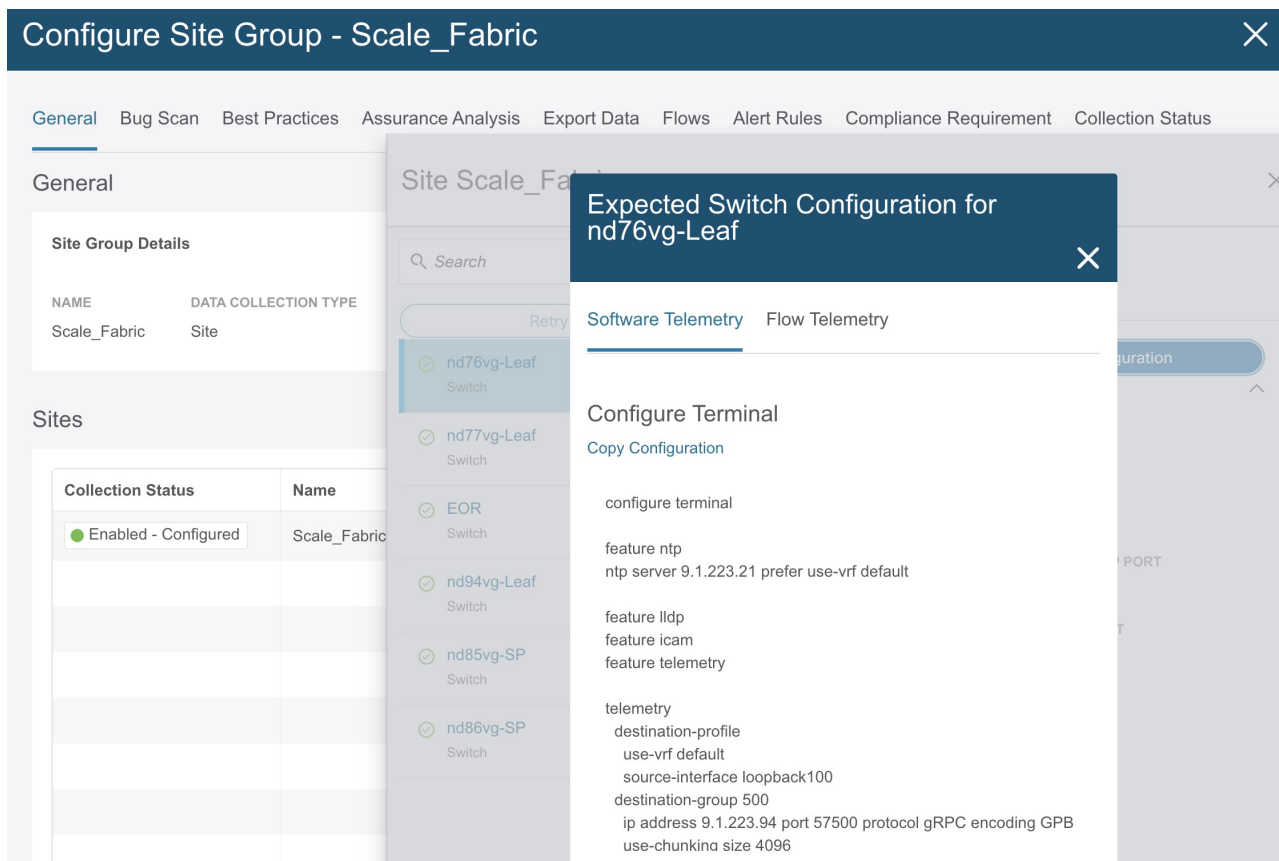 Configure Site Group - Scale_Fabric
General Bug Scan Best Practices Assurance Analysis Export Data Flows Alert Rules Compliance Requirement Collection Status
General
Site Group Details
NAME DATA COLLECTION TYPE
Scale_Fabric Site
Sites
Collection Status Name
Enabled - Configured Scale_Fabric
Site Scale_Fa
Search
Retry
nd76vg-Leaf
Switch
nd77vg-Leaf
Switch
EOR
Switch
nd94vg-Leaf
Switch
nd85vg-SP
Switch
nd86vg-SP
Switch
guration
PORT
T
Expected Switch Configuration for
nd76vg-Leaf
Software Telemetry Flow Telemetry
Configure Terminal
Copy Configuration
configure terminal
feature ntp
ntp server 9.1.223.21 prefer use-vrf default
feature lldp
feature icam
feature telemetry
telemetry
destination-profile
use-vrf default
source-interface loopback100
destination-group 500
ip address 9.1.223.94 port 57500 protocol gRPC encoding GPB
use-chunking size 4096